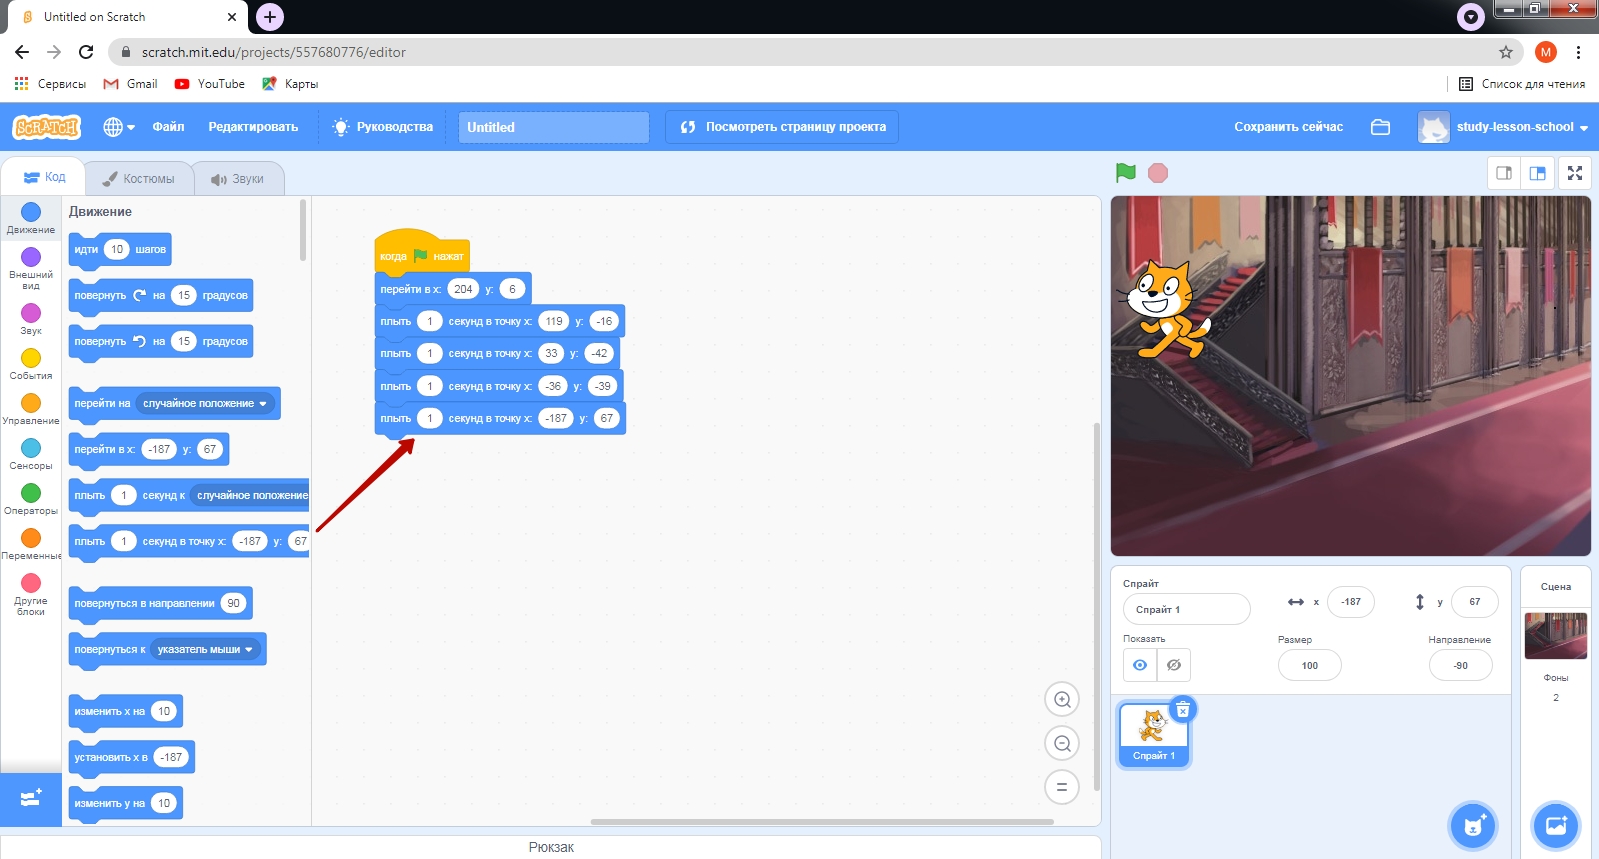 Untitled on Scratch
scratch.mit.edu/projects/557680776/editor
M
Сервисы Gmail YouTube Карты Список для чтения
SCRATCH Файл Редактировать Руководства Untitled Посмотреть страницу проекта Сохранить сейчас study-lesson-school
Код Костюмы Звуки
Движение
Внешний вид
Звук
События
Управление
Сенсоры
Операторы
Переменные
Другие блоки
Движение
идти 10 шагов
повернуть на 15 градусов
повернуть на 15 градусов
перейти на случайное положение
перейти в x: -187 y: 67
плыть 1 секунд к случайное положение
плыть 1 секунд в точку x: -187 y: 67
повернуться в направлении 90
повернуться к указатель мыши
изменить x на 10
установить x в -187
изменить y на 10
когда нажат
перейти в x: 204 y: 6
плыть 1 секунд в точку x: 119 y: -16
плыть 1 секунд в точку x: 33 y: -42
плыть 1 секунд в точку x: -36 y: -39
плыть 1 секунд в точку x: -187 y: 67
Рюкзак
Спрайт
Спрайт 1 x -187 y 67
Показать Размер Направление
100 -90
Спрайт 1
Сцена
Фоны
2